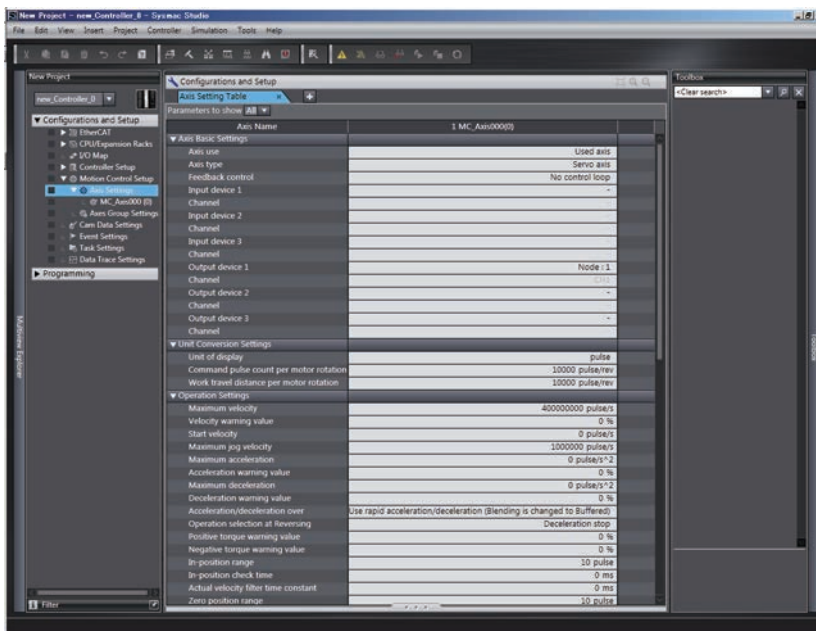 New Project – new_Controller_0 – Sysmac Studio
File Edit View Insert Project Controller Simulation Tools Help
New Project
new_Controller_0
Configurations and Setup
EtherCAT
CPU/Expansion Racks
I/O Map
Controller Setup
Motion Control Setup
Axis Settings
MC_Axis000 (0)
Axes Group Settings
Cam Data Settings
Event Settings
Task Settings
Data Trace Settings
Programming
Filter
Multiview Explorer
Configurations and Setup
Axis Setting Table
Parameters to show All
Axis Name 1 MC_Axis000(0)
Axis Basic Settings
Axis use Used axis
Axis type Servo axis
Feedback control No control loop
Input device 1 -
Channel
Input device 2
Channel
Input device 3
Channel
Output device 1 Node : 1
Channel CH1
Output device 2 -
Channel
Output device 3 -
Channel
Unit Conversion Settings
Unit of display pulse
Command pulse count per motor rotation 10000 pulse/rev
Work travel distance per motor rotation 10000 pulse/rev
Operation Settings
Maximum velocity 400000000 pulse/s
Velocity warning value 0 %
Start velocity 0 pulse/s
Maximum jog velocity 1000000 pulse/s
Maximum acceleration 0 pulse/s^2
Acceleration warning value 0 %
Maximum deceleration 0 pulse/s^2
Deceleration warning value 0 %
Acceleration/deceleration over Use rapid acceleration/deceleration (Blending is changed to Buffered)
Operation selection at Reversing Deceleration stop
Positive torque warning value 0 %
Negative torque warning value 0 %
In-position range 10 pulse
In-position check time 0 ms
Actual velocity filter time constant 0 ms
Zero position range 10 pulse
Toolbox
<Clear search>
Toolbox